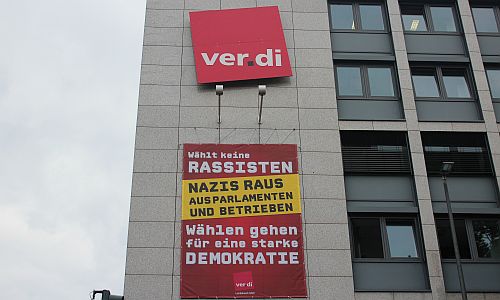 ver.di
Wählt keine
RASSISTEN
NAZIS RAUS
AUS PARLAMENTEN
UND BETRIEBEN
Wählen gehen
für eine starke
DEMOKRATIE
ver.di